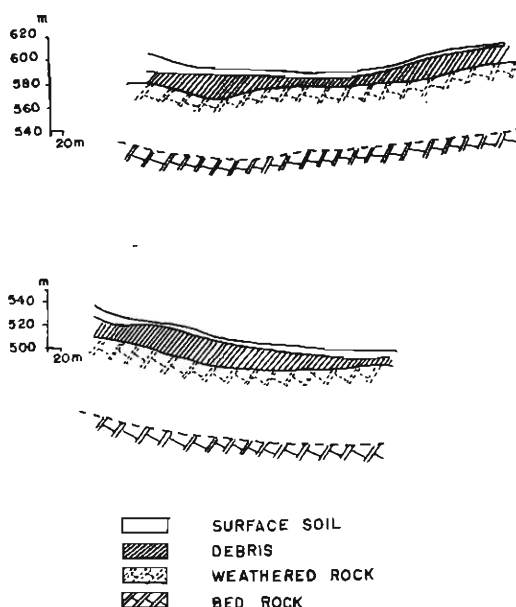 m
620
600
580
560
540
20m
m
540
520
500
20m
SURFACE SOIL
DEBRIS
WEATHERED ROCK
BED ROCK